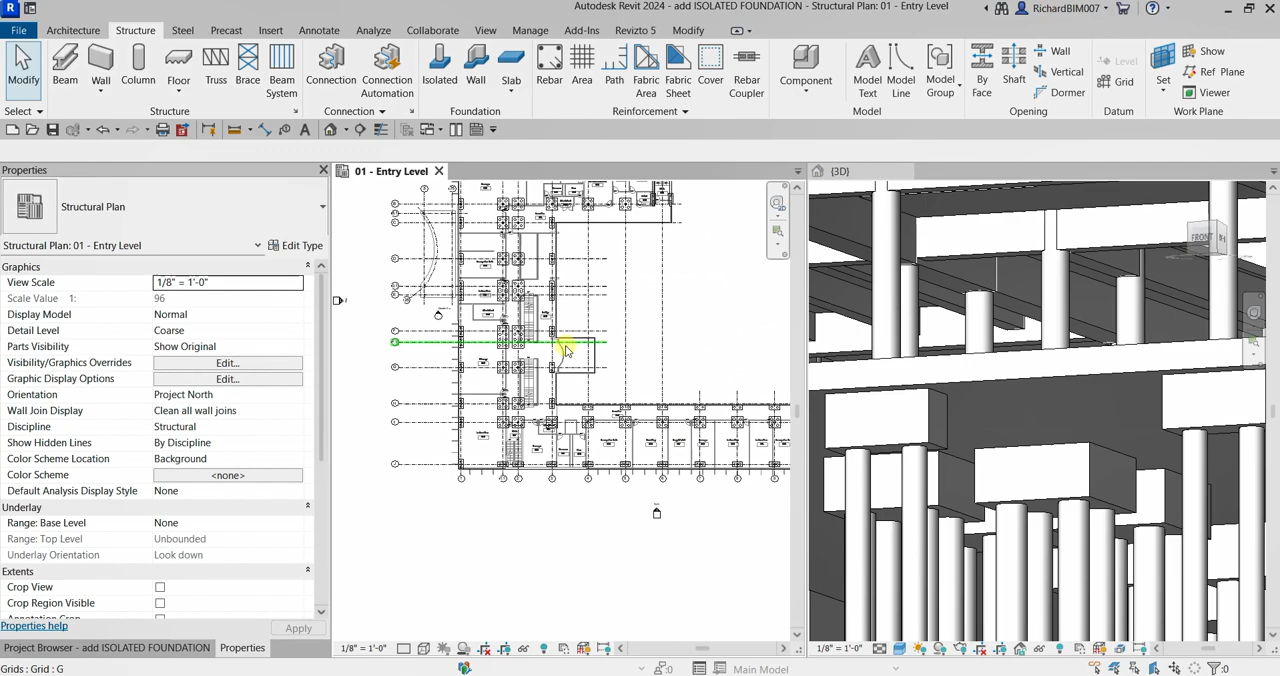 Autodesk Revit 2024 - add ISOLATED FOUNDATION - Structural Plan: 01 - Entry Level
RichardBIM007
File Architecture Structure Steel Precast Insert Annotate Analyze Collaborate View Manage Add-Ins Revizto 5 Modify
Modify Beam Wall Column Floor Truss Brace Beam System Connection Connection Automation Isolated Wall Slab Rebar Area Path Fabric Area Fabric Sheet Cover Rebar Coupler Component Model Text Model Line Model Group By Face Shaft Wall Vertical Dormer Level Grid Set Show Ref Plane Viewer
Select Structure Connection Foundation Reinforcement Model Opening Datum Work Plane
Properties
01 - Entry Level
{3D}
Structural Plan
Structural Plan: 01 - Entry Level
Edit Type
Graphics
View Scale 1/8" = 1'-0"
Scale Value 1: 96
Display Model Normal
Detail Level Coarse
Parts Visibility Show Original
Visibility/Graphics Overrides Edit...
Graphic Display Options Edit...
Orientation Project North
Wall Join Display Clean all wall joins
Discipline Structural
Show Hidden Lines By Discipline
Color Scheme Location Background
Color Scheme <none>
Default Analysis Display Style None
Underlay
Range: Base Level None
Range: Top Level Unbounded
Underlay Orientation Look down
Extents
Crop View
Crop Region Visible
Properties help
Apply
Project Browser - add ISOLATED FOUNDATION
Properties
1/8" = 1'-0"
1/8" = 1'-0"
Grids : Grid : G
:0
Main Model
:0
FRONT